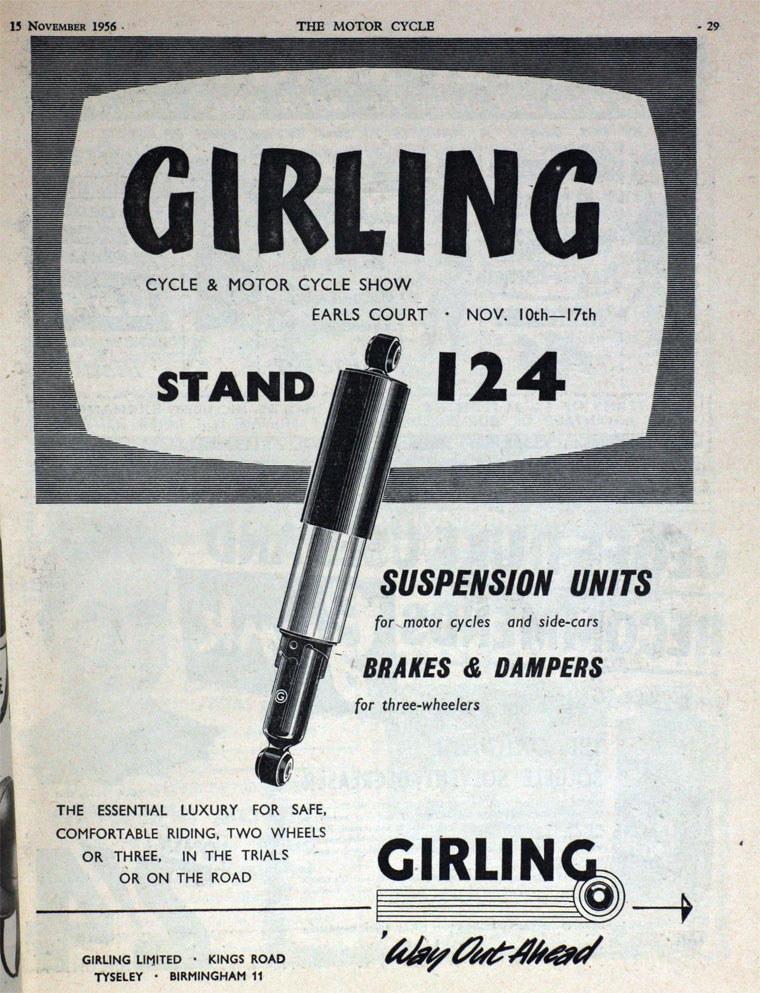 15 NOVEMBER 1956 ·
THE MOTOR CYCLE
- 29
GIRLING
CYCLE & MOTOR CYCLE SHOW
EARLS COURT · NOV. 10th—17th
STAND 124
SUSPENSION UNITS
for motor cycles and side-cars
BRAKES & DAMPERS
for three-wheelers
G
THE ESSENTIAL LUXURY FOR SAFE,
COMFORTABLE RIDING, TWO WHEELS
OR THREE, IN THE TRIALS
OR ON THE ROAD
GIRLING
'Way Out Ahead
GIRLING LIMITED · KINGS ROAD
TYSELEY · BIRMINGHAM 11